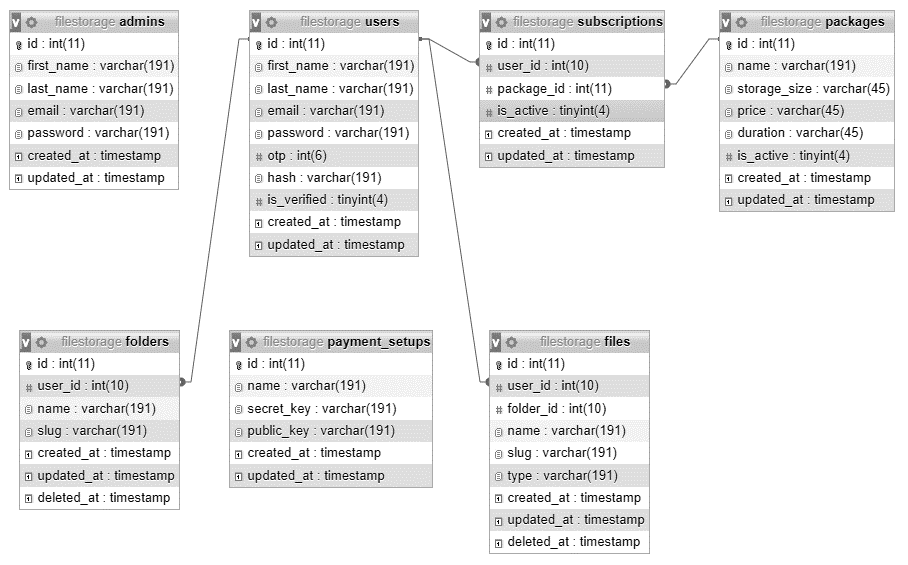 filestorage admins
id : int(11)
first_name : varchar(191)
last_name : varchar(191)
email : varchar(191)
password : varchar(191)
created_at : timestamp
updated_at : timestamp
filestorage users
id : int(11)
first_name : varchar(191)
last_name : varchar(191)
email : varchar(191)
password : varchar(191)
otp : int(6)
hash : varchar(191)
is_verified : tinyint(4)
created_at : timestamp
updated_at : timestamp
filestorage subscriptions
id : int(11)
user_id : int(10)
package_id : int(11)
is_active : tinyint(4)
created_at : timestamp
updated_at : timestamp
filestorage packages
id : int(11)
name : varchar(191)
storage_size : varchar(45)
price : varchar(45)
duration : varchar(45)
is_active : tinyint(4)
created_at : timestamp
updated_at : timestamp
filestorage folders
id : int(11)
user_id : int(10)
name : varchar(191)
slug : varchar(191)
created_at : timestamp
updated_at : timestamp
deleted_at : timestamp
filestorage payment_setups
id : int(11)
name : varchar(191)
secret_key : varchar(191)
public_key : varchar(191)
created_at : timestamp
updated_at : timestamp
filestorage files
id : int(11)
user_id : int(10)
folder_id : int(10)
name : varchar(191)
slug : varchar(191)
type : varchar(191)
created_at : timestamp
updated_at : timestamp
deleted_at : timestamp